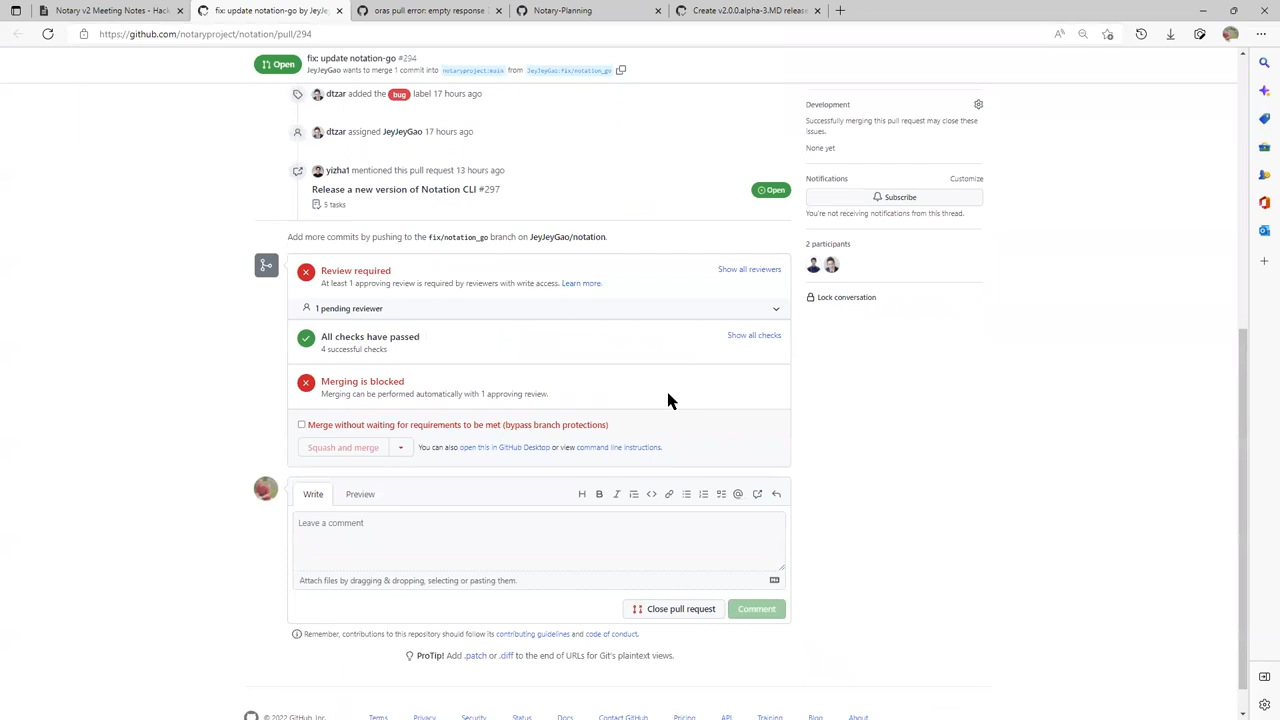 Notary v2 Meeting Notes - Hack
fix: update notation-go by JeyJe
oras pull error: empty response
Notary-Planning
Create v2.0.0-alpha-3.MD release
https://github.com/notaryproject/notation/pull/294
Open
fix: update notation-go #294
JeyJeyGao wants to merge 1 commit into notaryproject:main from JeyJeyGao:fix/notation_go
dtzar added the bug label 17 hours ago
dtzar assigned JeyJeyGao 17 hours ago
yizha1 mentioned this pull request 13 hours ago
Release a new version of Notation CLI #297
Open
5 tasks
Add more commits by pushing to the fix/notation_go branch on JeyJeyGao/notation.
Review required
Show all reviewers
At least 1 approving review is required by reviewers with write access. Learn more.
1 pending reviewer
All checks have passed
Show all checks
4 successful checks
Merging is blocked
Merging can be performed automatically with 1 approving review.
Merge without waiting for requirements to be met (bypass branch protections)
Squash and merge
You can also open this in GitHub Desktop or view command line instructions.
Write
Preview
Leave a comment
Attach files by dragging & dropping, selecting or pasting them.
Close pull request
Comment
Remember, contributions to this repository should follow its contributing guidelines and code of conduct.
ProTip! Add .patch or .diff to the end of URLs for Git's plaintext views.
Development
Successfully merging this pull request may close these
issues.
None yet
Notifications
Customize
Subscribe
You're not receiving notifications from this thread.
2 participants
Lock conversation
© 2022 GitHub, Inc.
Terms
Privacy
Security
Status
Docs
Contact GitHub
Pricing
API
Training
Blog
About